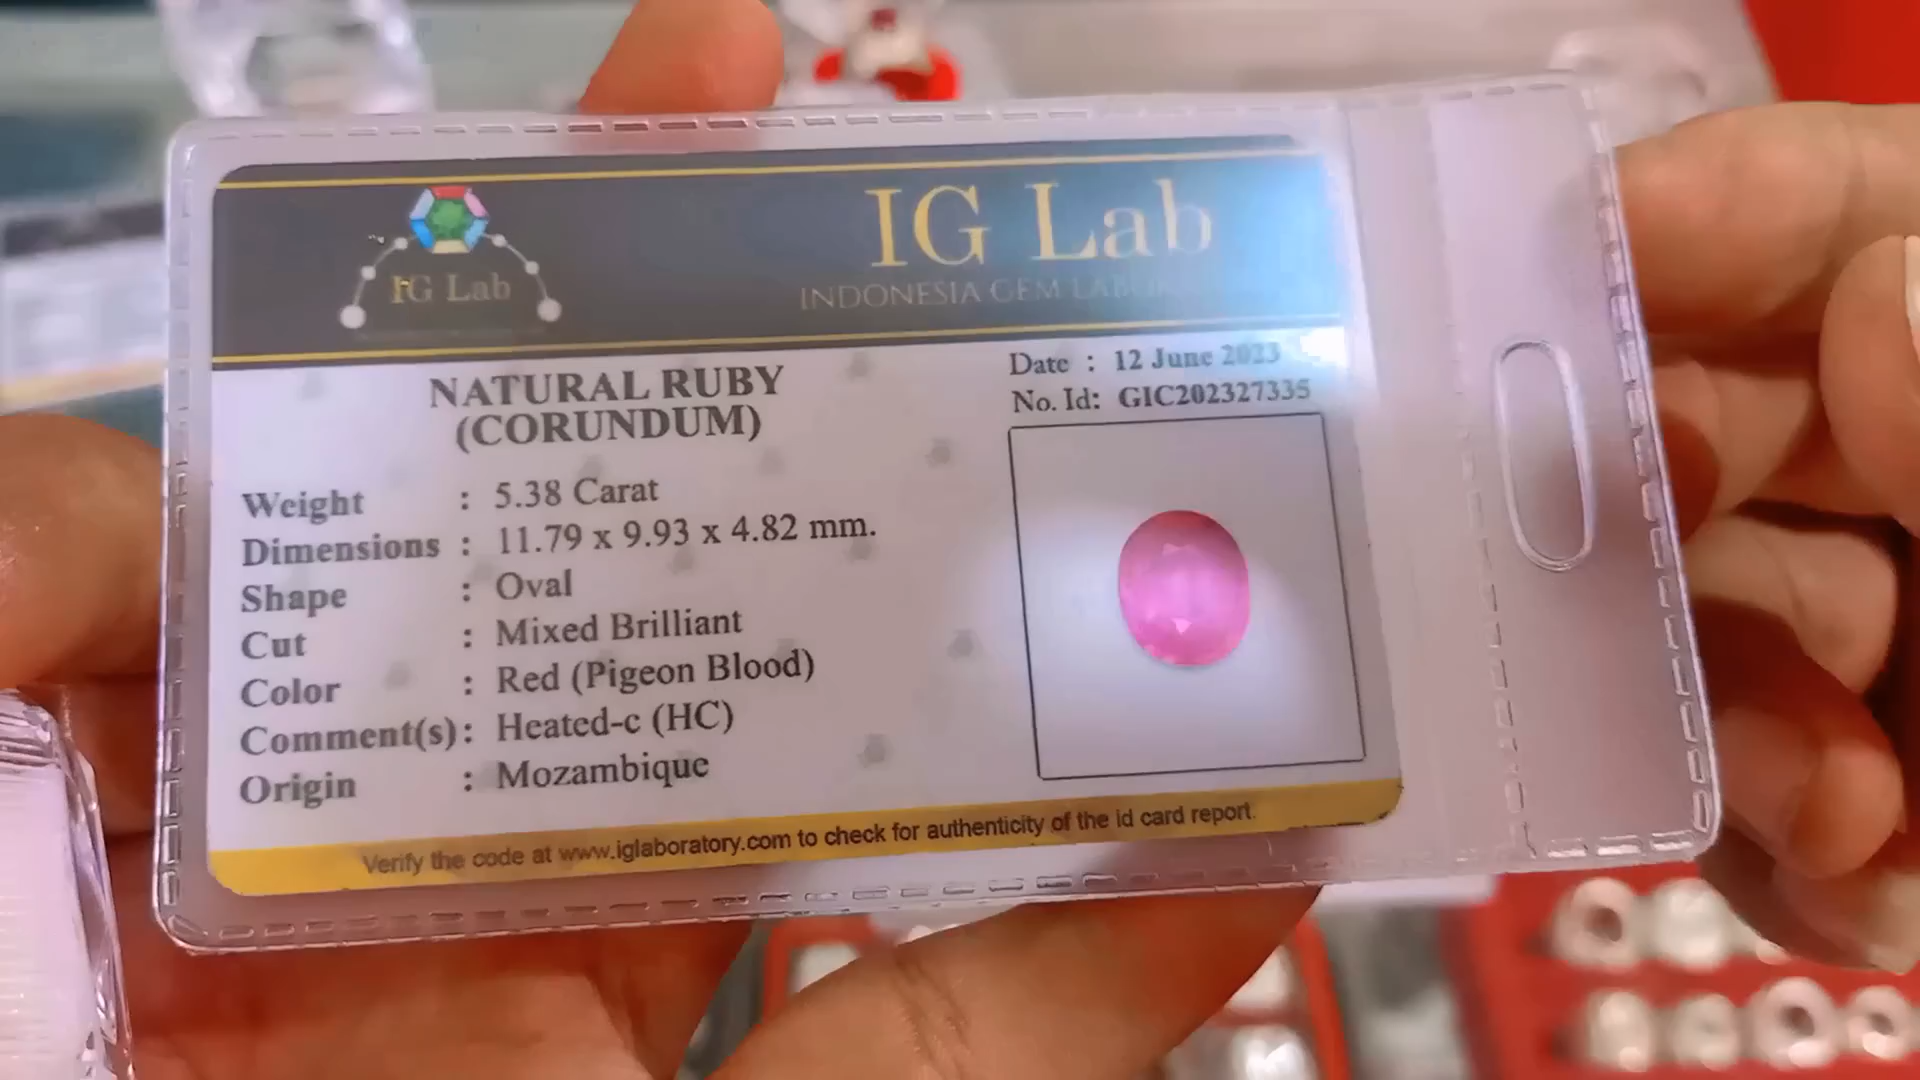 IG Lab
IG Lab
INDONESIA GEM
NATURAL RUBY
(CORUNDUM)
Date : 12 June 2023
No. Id: GIC202327335
Weight : 5.38 Carat
Dimensions : 11.79 x 9.93 x 4.82 mm.
Shape : Oval
Cut : Mixed Brilliant
Color : Red (Pigeon Blood)
Comment(s): Heated-c (HC)
Origin : Mozambique
Verify the code at www.iglaboratory.com to check for authenticity of the id card report.